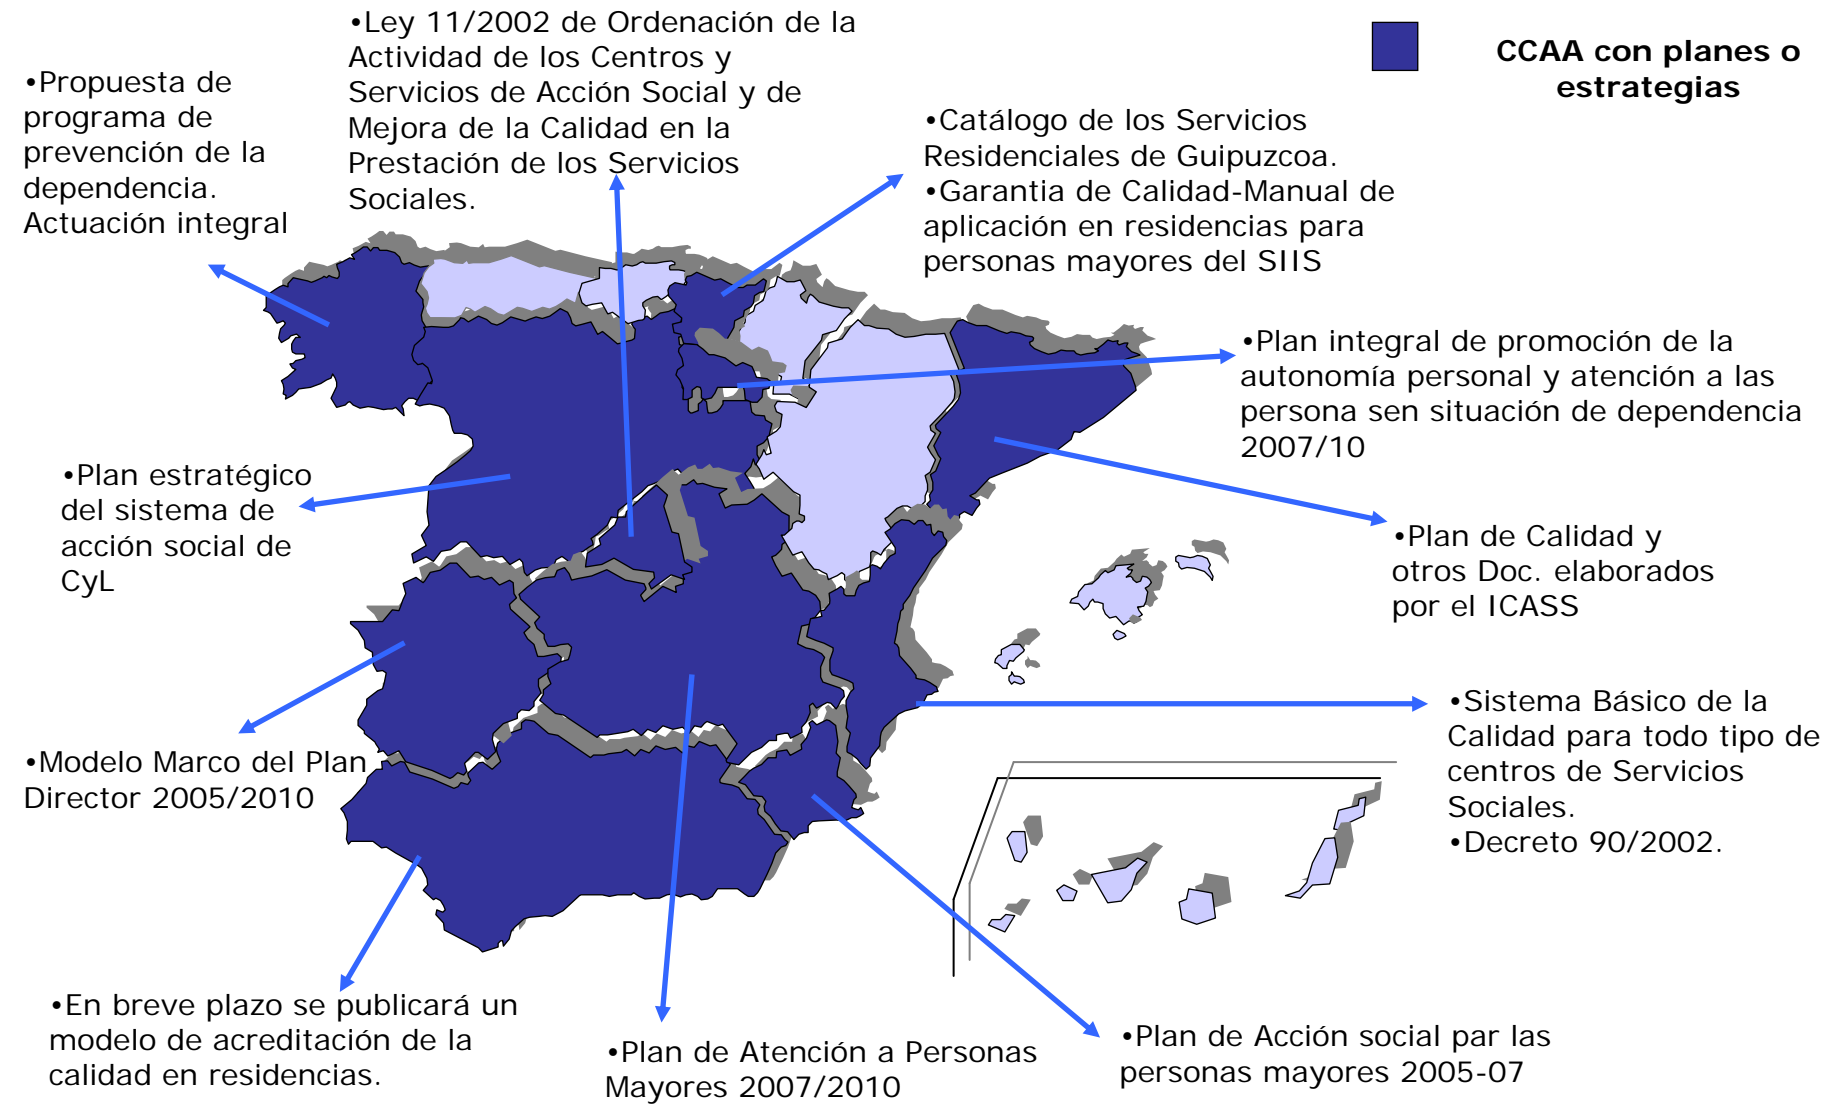 •Ley 11/2002 de Ordenación de la
Actividad de los Centros y
Servicios de Acción Social y de
Mejora de la Calidad en la
Prestación de los Servicios
Sociales.
CCAA con planes o
estrategias
•Propuesta de
programa de
prevención de la
dependencia.
Actuación integral
•Catálogo de los Servicios
Residenciales de Guipuzcoa.
•Garantia de Calidad-Manual de
aplicación en residencias para
personas mayores del SIIS
•Plan integral de promoción de la
autonomía personal y atención a las
persona sen situación de dependencia
2007/10
•Plan estratégico
del sistema de
acción social de
CyL
•Plan de Calidad y
otros Doc. elaborados
por el ICASS
•Modelo Marco del Plan
Director 2005/2010
•Sistema Básico de la
Calidad para todo tipo de
centros de Servicios
Sociales.
•Decreto 90/2002.
•En breve plazo se publicará un
modelo de acreditación de la
calidad en residencias.
•Plan de Atención a Personas
Mayores 2007/2010
•Plan de Acción social par las
personas mayores 2005-07